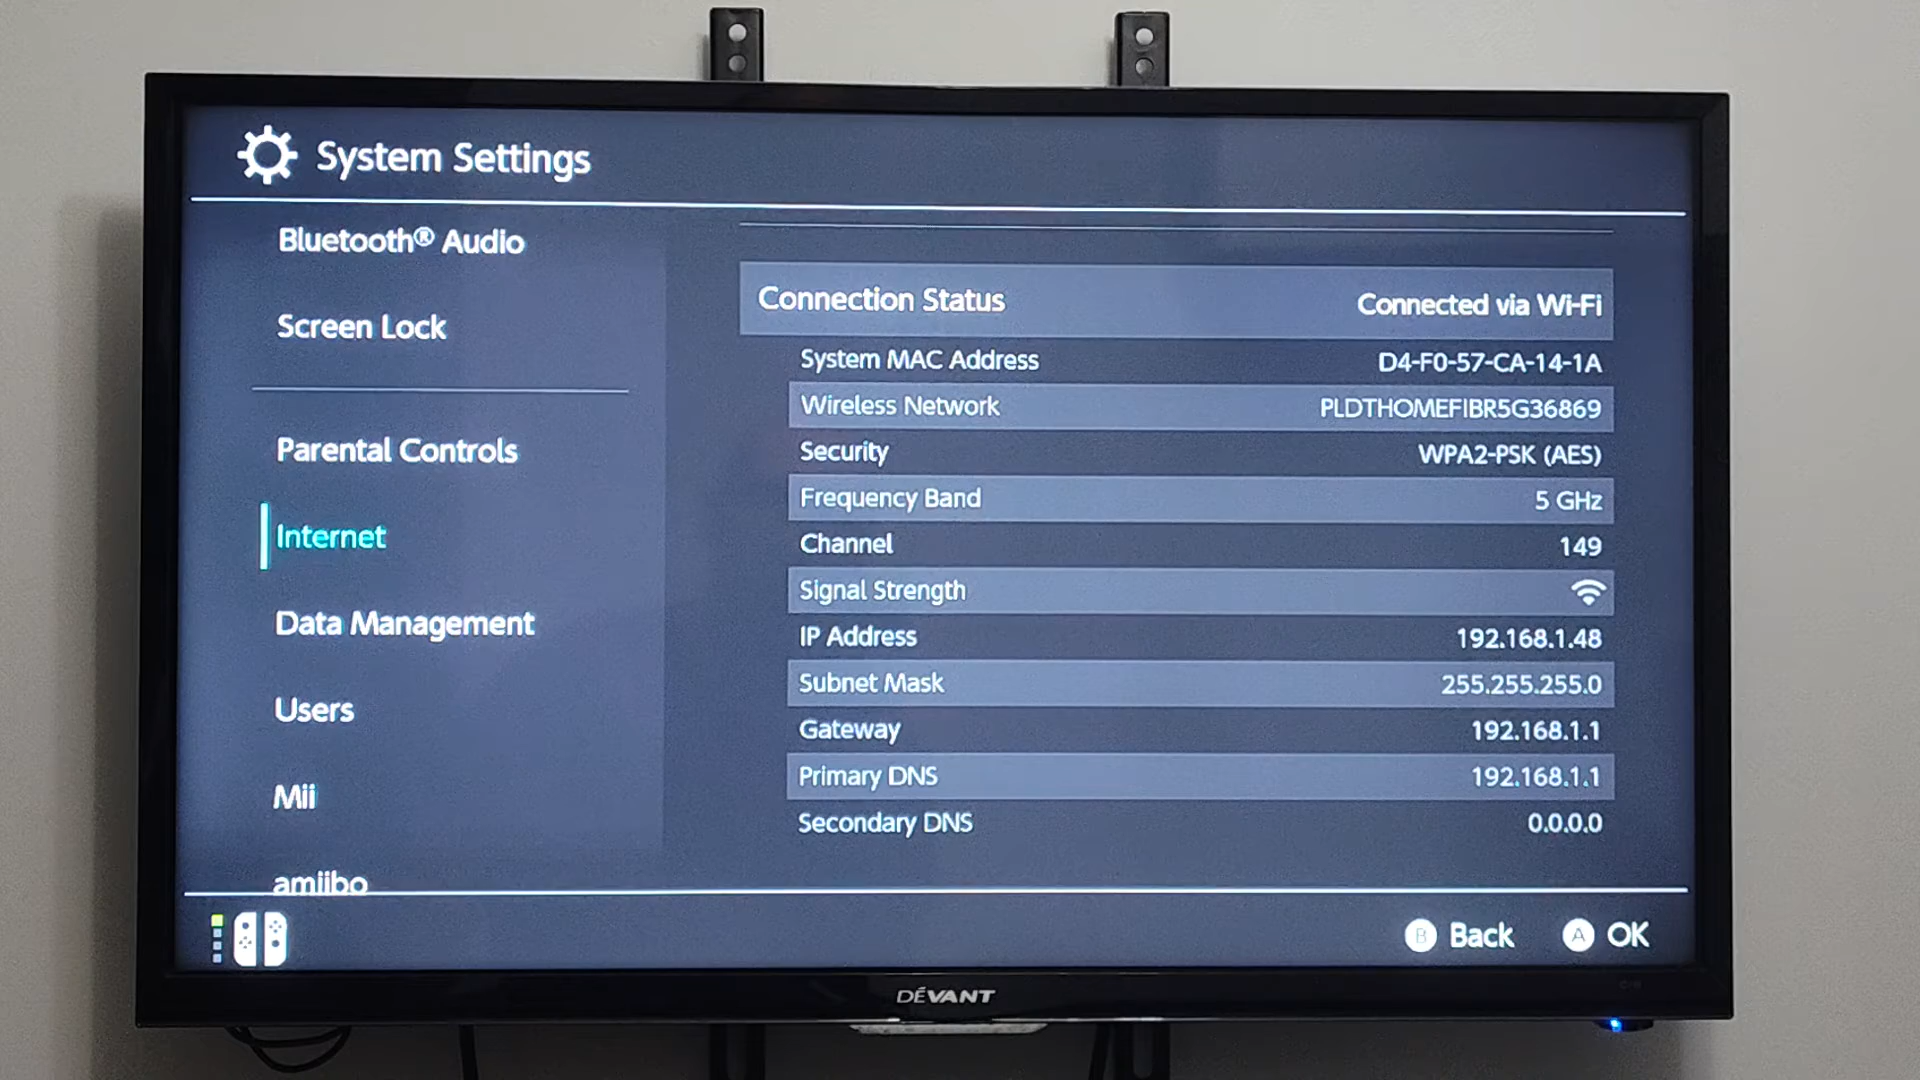 System Settings
Bluetooth® Audio
Screen Lock
Parental Controls
Internet
Data Management
Users
Mii
amiibo
Connection Status Connected via Wi-Fi
System MAC Address D4-F0-57-CA-14-1A
Wireless Network PLDTHOMEFIBR5G36869
Security WPA2-PSK (AES)
Frequency Band 5 GHz
Channel 149
Signal Strength
IP Address 192.168.1.48
Subnet Mask 255.255.255.0
Gateway 192.168.1.1
Primary DNS 192.168.1.1
Secondary DNS 0.0.0.0
B Back A OK
DEVANT